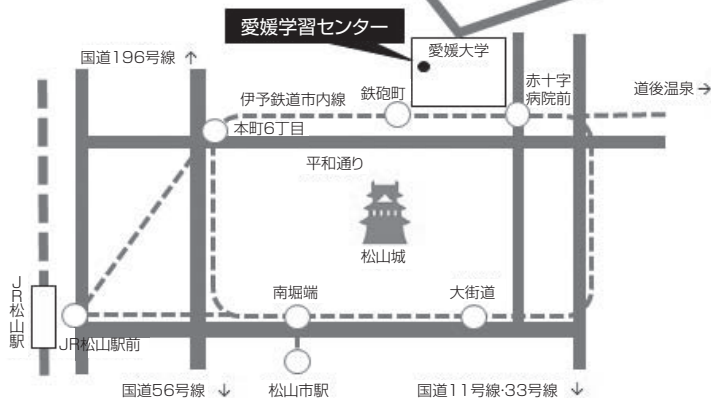 愛媛学習センター
愛媛大学
国道196号線 ↑
赤十字
病院前
道後温泉→
伊予鉄道市内線
鉄砲町
本町6丁目
平和通り
松山城
JR松山駅
南堀端
大街道
JR松山駅前
国道56号線 ↓
松山市駅
国道11号線·33号線 ↓